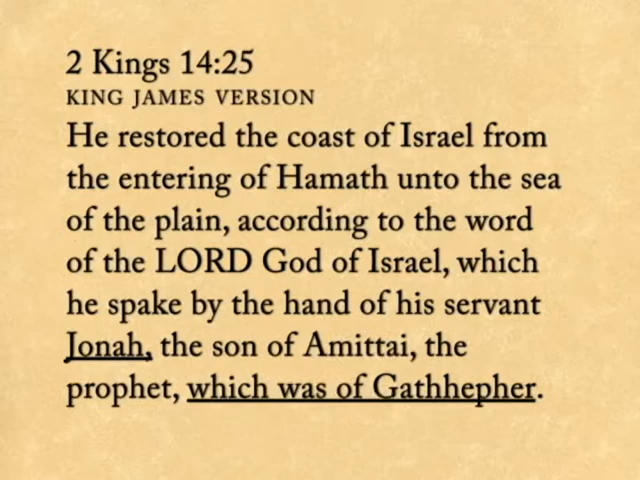 2 Kings 14:25
KING JAMES VERSION
He restored the coast of Israel from
the entering of Hamath unto the sea
of the plain, according to the word
of the LORD God of Israel, which
he spake by the hand of his servant
Jonah, the son of Amittai, the
prophet, which was of Gathhepher.